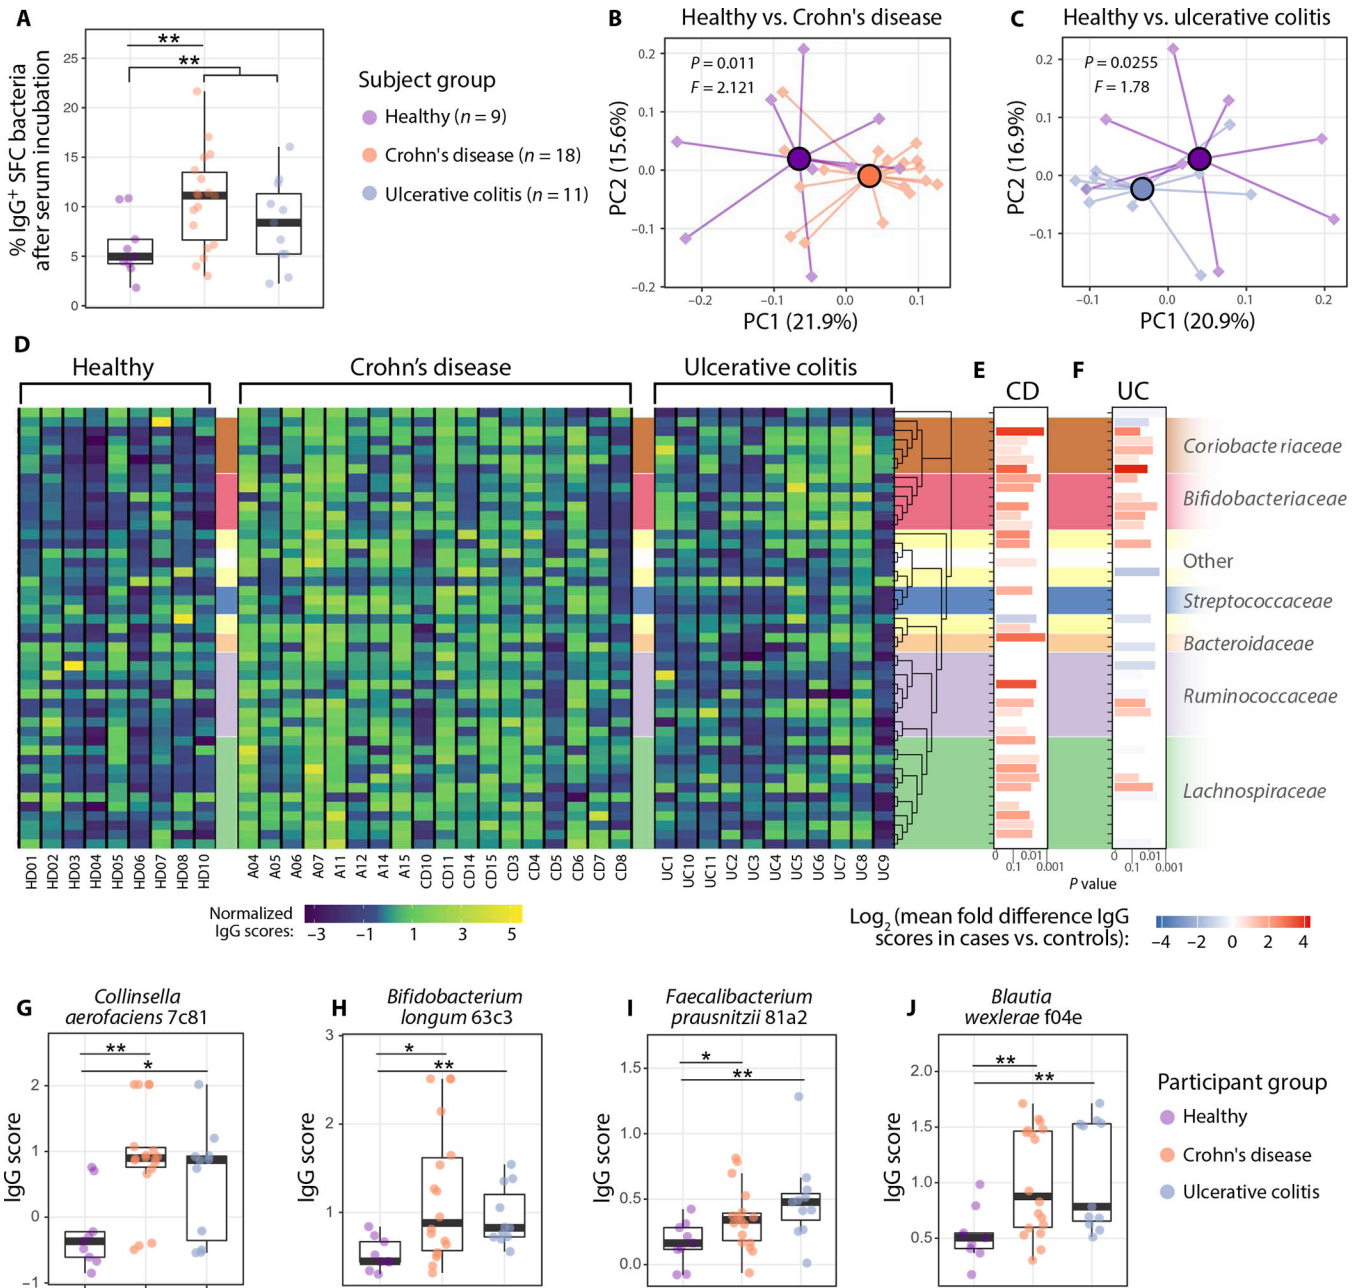 A
% IgG⁺ SFC bacteria
after serum incubation
25
20
15
10
5
0
**
**
Subject group
Healthy (n = 9)
Crohn's disease (n = 18)
Ulcerative colitis (n = 11)
B
Healthy vs. Crohn's disease
P = 0.011
F = 2.121
PC2 (15.6%)
0.2
0.1
0.0
−0.1
−0.2
−0.2
−0.1
0.0
0.1
PC1 (21.9%)
C
Healthy vs. ulcerative colitis
P = 0.0255
F = 1.78
PC2 (16.9%)
0.2
0.1
0.0
−0.1
−0.1
0.0
0.1
0.2
PC1 (20.9%)
D
Healthy
Crohn’s disease
Ulcerative colitis
HD01
HD02
HD03
HD04
HD05
HD06
HD07
HD08
HD10
A04
A05
A06
A07
A11
A12
A14
A15
CD10
CD11
CD14
CD15
CD3
CD4
CD5
CD6
CD7
CD8
UC1
UC10
UC11
UC2
UC3
UC4
UC5
UC6
UC7
UC8
UC9
Normalized
IgG scores:
−3
−1
1
3
5
E
CD
F
UC
Coriobacteriaceae
Bifidobacteriaceae
Other
Streptococcaceae
Bacteroidaceae
Ruminococcaceae
Lachnospiraceae
0
0.1
0.01
0.001
0
0.1
0.01
0.001
P value
Log₂ (mean fold difference IgG
scores in cases vs. controls):
−4
−2
0
2
4
G
Collinsella
aerofaciens 7c81
IgG score
2
1
0
−1
**
*
H
Bifidobacterium
longum 63c3
IgG score
3
2
1
*
**
I
Faecalibacterium
prausnitzii 81a2
IgG score
1.5
1.0
0.5
0.0
*
**
J
Blautia
wexlerae f04e
IgG score
2.0
1.5
1.0
0.5
**
**
Participant group
Healthy
Crohn's disease
Ulcerative colitis